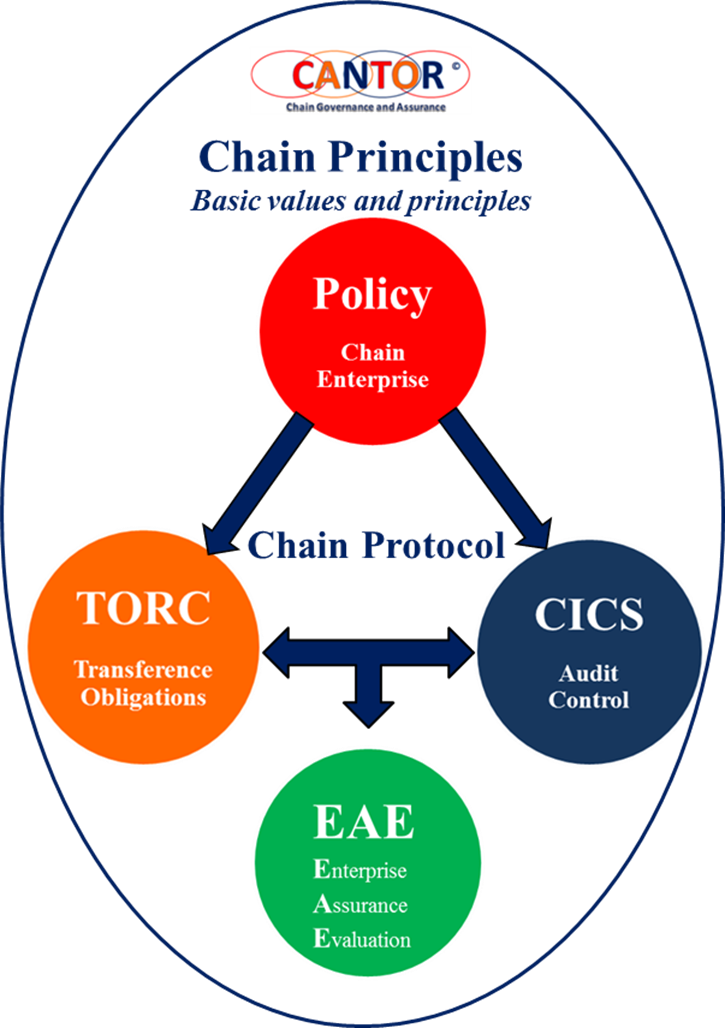 CANTOR ©
Chain Governance and Assurance
Chain Principles
Basic values and principles
Policy
Chain
Enterprise
Chain Protocol
TORC
Transference
Obligations
CICS
Audit
Control
EAE
Enterprise
Assurance
Evaluation